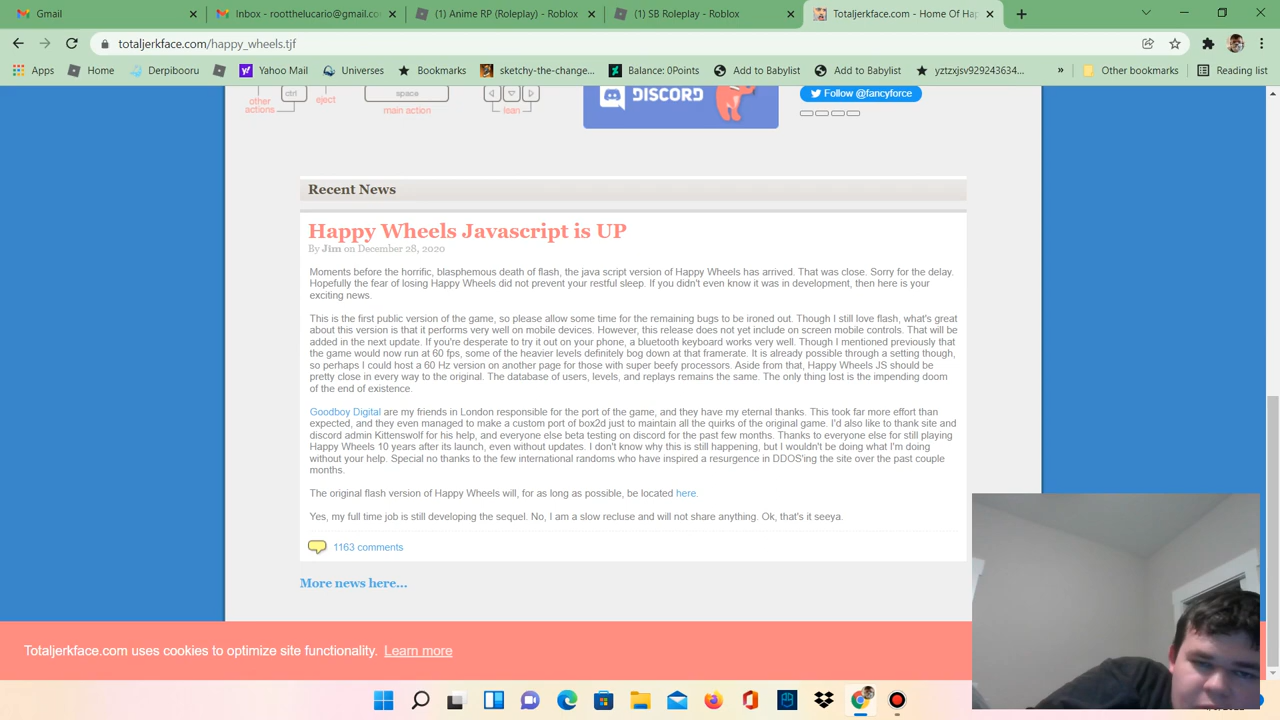 Gmail
Inbox - rootthelucario@gmail.co
(1) Anime RP (Roleplay) - Roblox
(1) SB Roleplay - Roblox
Totaljerkface.com - Home Of Hap
totaljerkface.com/happy_wheels.tjf
Apps
Home
Derpibooru
Yahoo Mail
Universes
Bookmarks
sketchy-the-change...
Balance: 0Points
Add to Babylist
Add to Babylist
yztzxjsv929243634...
»
Other bookmarks
Reading list
other actions
ctrl
eject
space
main action
lean
DISCORD
Follow @fancyforce
Recent News
Happy Wheels Javascript is UP
By Jim on December 28, 2020
Moments before the horrific, blasphemous death of flash, the java script version of Happy Wheels has arrived. That was close. Sorry for the delay.
Hopefully the fear of losing Happy Wheels did not prevent your restful sleep. If you didn't even know it was in development, then here is your
exciting news.
This is the first public version of the game, so please allow some time for the remaining bugs to be ironed out. Though I still love flash, what's great
about this version is that it performs very well on mobile devices. However, this release does not yet include on screen mobile controls. That will be
added in the next update. If you're desperate to try it out on your phone, a bluetooth keyboard works very well. Though I mentioned previously that
the game would now run at 60 fps, some of the heavier levels definitely bog down at that framerate. It is already possible through a setting though,
so perhaps I could host a 60 Hz version on another page for those with super beefy processors. Aside from that, Happy Wheels JS should be
pretty close in every way to the original. The database of users, levels, and replays remains the same. The only thing lost is the impending doom
of the end of existence.
Goodboy Digital are my friends in London responsible for the port of the game, and they have my eternal thanks. This took far more effort than
expected, and they even managed to make a custom port of box2d just to maintain all the quirks of the original game. I'd also like to thank site and
discord admin Kittenswolf for his help, and everyone else beta testing on discord for the past few months. Thanks to everyone else for still playing
Happy Wheels 10 years after its launch, even without updates. I don't know why this is still happening, but I wouldn't be doing what I'm doing
without your help. Special no thanks to the few international randoms who have inspired a resurgence in DDOS'ing the site over the past couple
months.
The original flash version of Happy Wheels will, for as long as possible, be located here.
Yes, my full time job is still developing the sequel. No, I am a slow recluse and will not share anything. Ok, that's it seeya.
1163 comments
More news here...
Totaljerkface.com uses cookies to optimize site functionality. Learn more